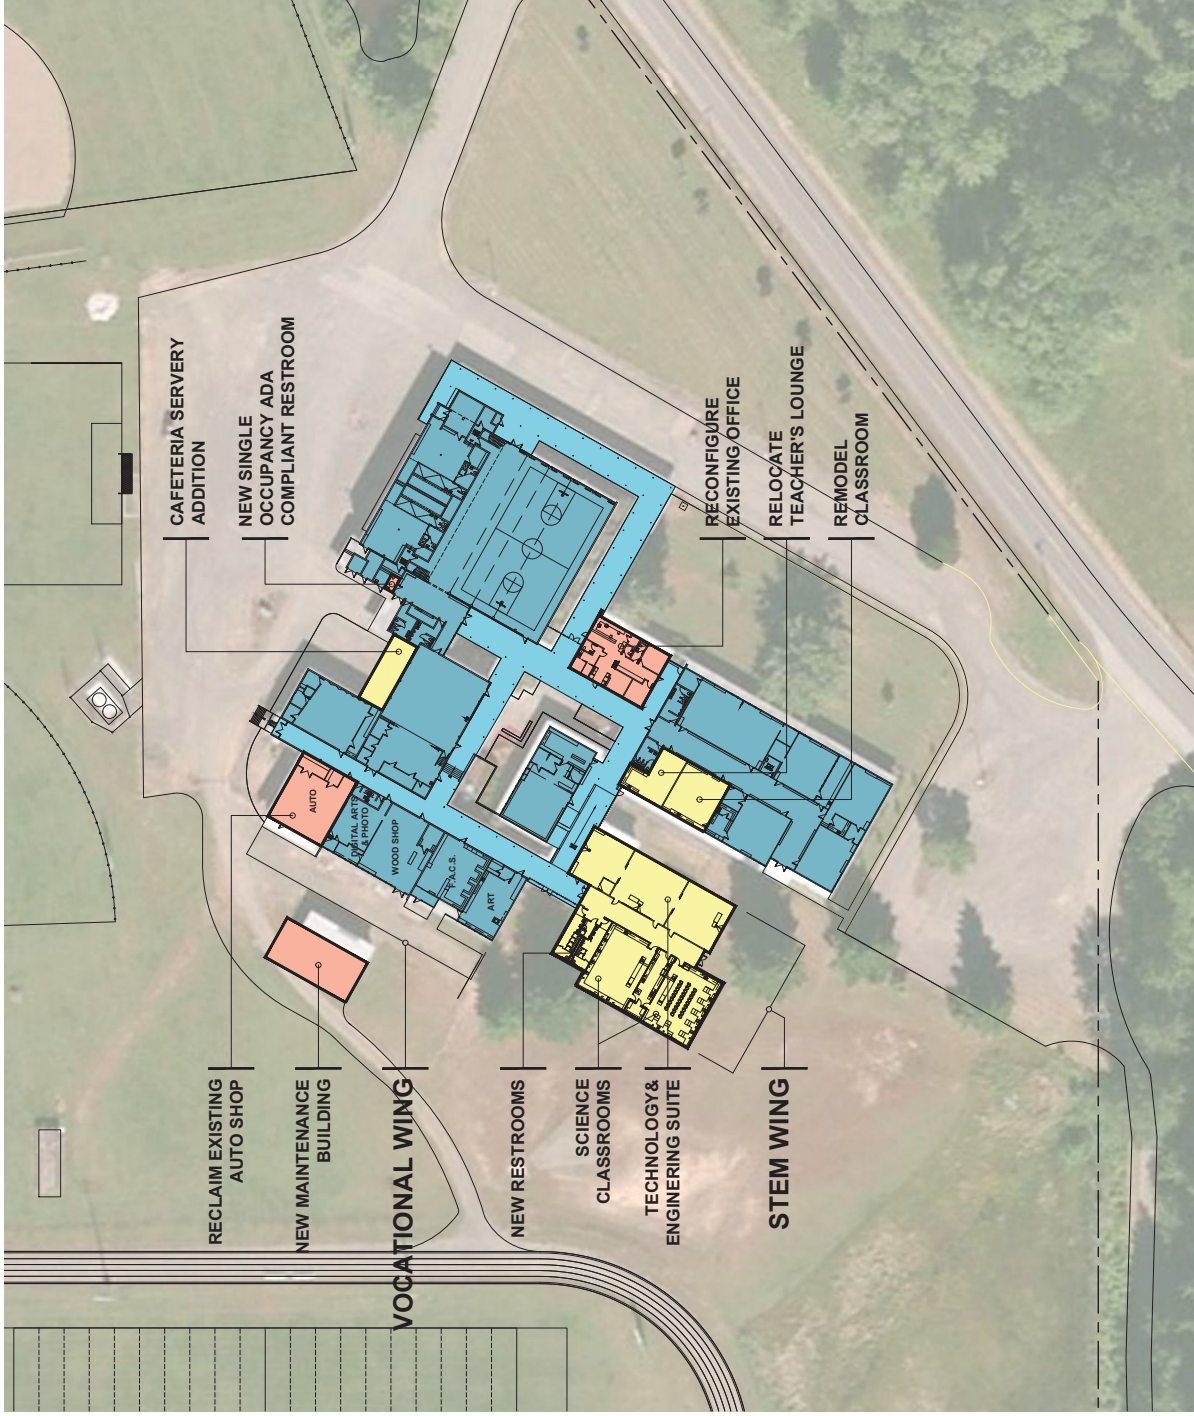 CAFETERIA SERVERY
ADDITION
NEW SINGLE
OCCUPANCY ADA
COMPLIANT RESTROOM
RECONFIGURE
EXISTING OFFICE
RELOCATE
TEACHER'S LOUNGE
REMODEL
CLASSROOM
AUTO
DIGITAL ARTS
& PHOTO
WOOD SHOP
F.A.C.S.
ART
RECLAIM EXISTING
AUTO SHOP
NEW MAINTENANCE
BUILDING
VOCATIONAL WING
NEW RESTROOMS
SCIENCE
CLASSROOMS
TECHNOLOGY &
ENGINERING SUITE
STEM WING